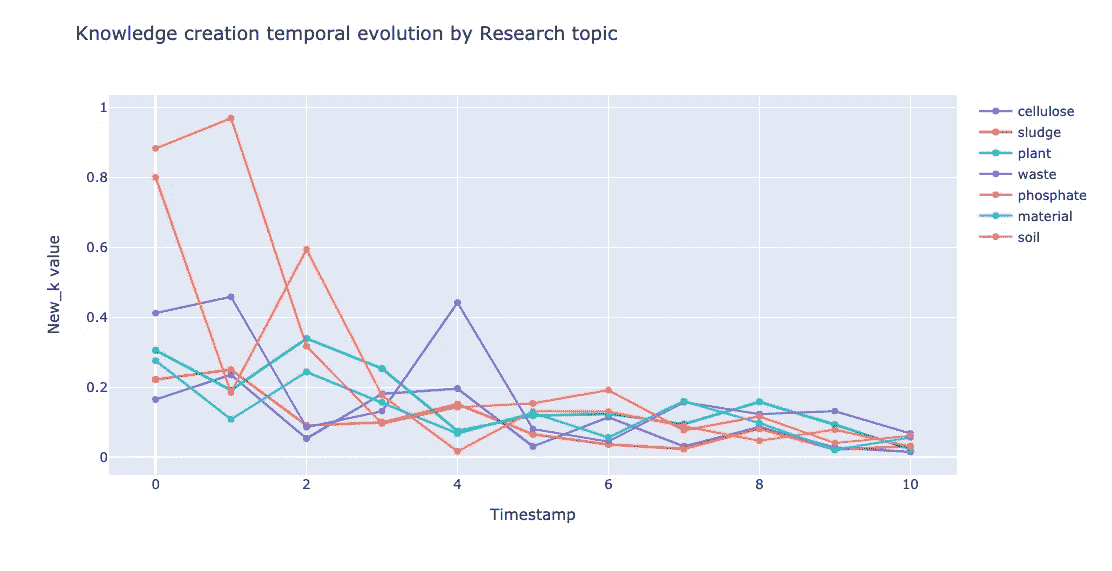 Knowledge creation temporal evolution by Research topic
1
0.8
0.6
0.4
0.2
0
New_k value
0 2 4 6 8 10
Timestamp
cellulose
sludge
plant
waste
phosphate
material
soil